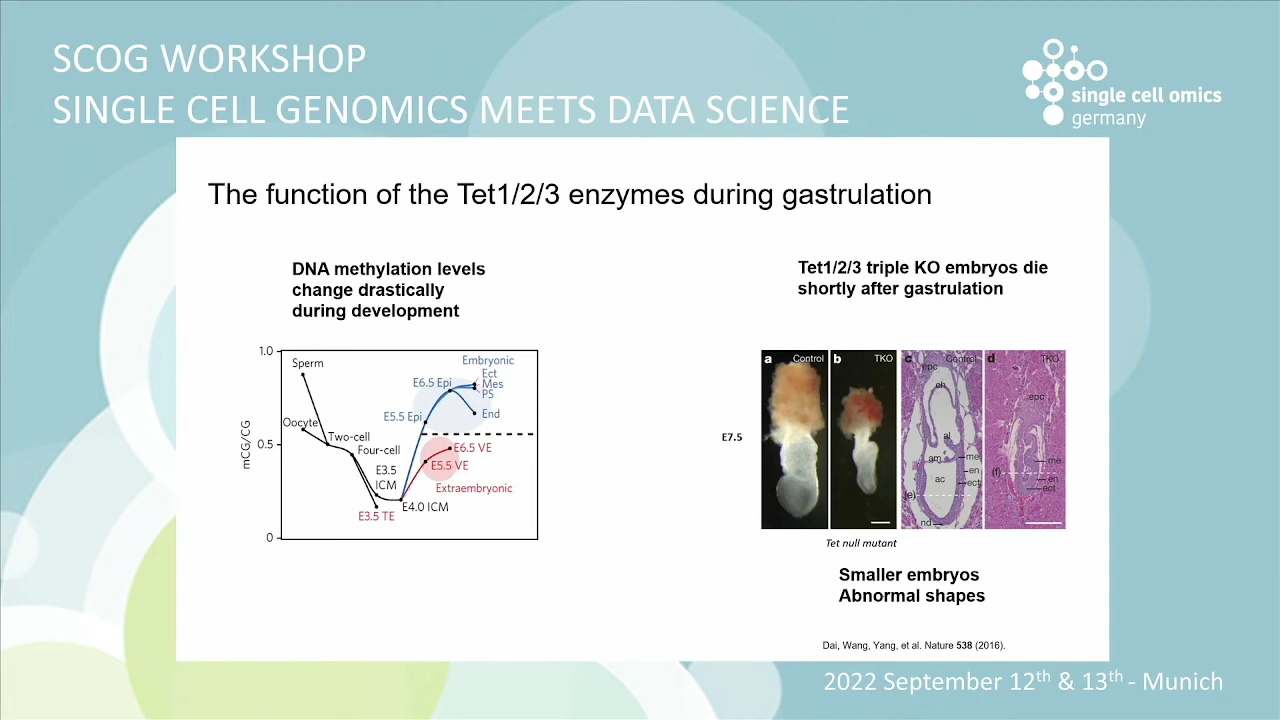 SCOG WORKSHOP
SINGLE CELL GENOMICS MEETS DATA SCIENCE
single cell omics
germany
The function of the Tet1/2/3 enzymes during gastrulation
DNA methylation levels
change drastically
during development
1.0
0.5
0
mCG/CG
Sperm
Oocyte
Two-cell
Four-cell
E3.5
ICM
E3.5 TE
E4.0 ICM
Embryonic
Ect
Mes
PS
End
E6.5 Epi
E5.5 Epi
E6.5 VE
E5.5 VE
Extraembryonic
Tet1/2/3 triple KO embryos die
shortly after gastrulation
E7.5
a Control
b TKO
c Control
epc
ch
al
am
me
en
ect
ac
(e)
nd
d TKO
epc
me
(f)
en
ect
Tet null mutant
Smaller embryos
Abnormal shapes
Dai, Wang, Yang, et al. Nature 538 (2016).
2022 September 12th & 13th - Munich